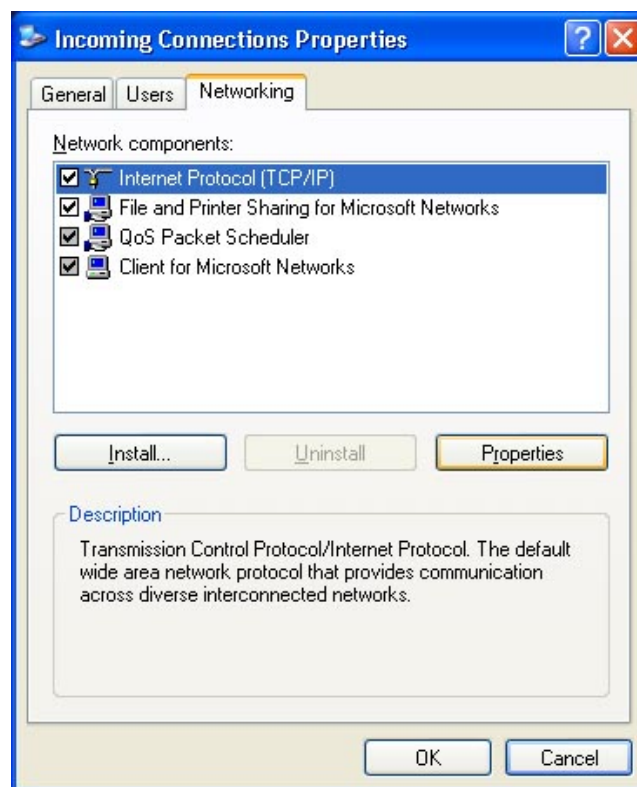 Incoming Connections Properties
General Users Networking
Network components:
Internet Protocol (TCP/IP)
File and Printer Sharing for Microsoft Networks
QoS Packet Scheduler
Client for Microsoft Networks
Install... Uninstall Properties
Description
Transmission Control Protocol/Internet Protocol. The default
wide area network protocol that provides communication
across diverse interconnected networks.
OK Cancel